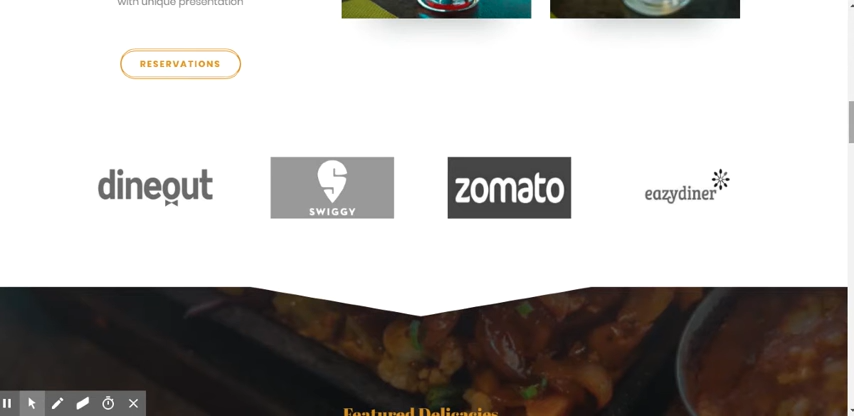 with unique presentation
RESERVATIONS
dineout
SWIGGY
zomato
eazydiner
Featured Delicacies